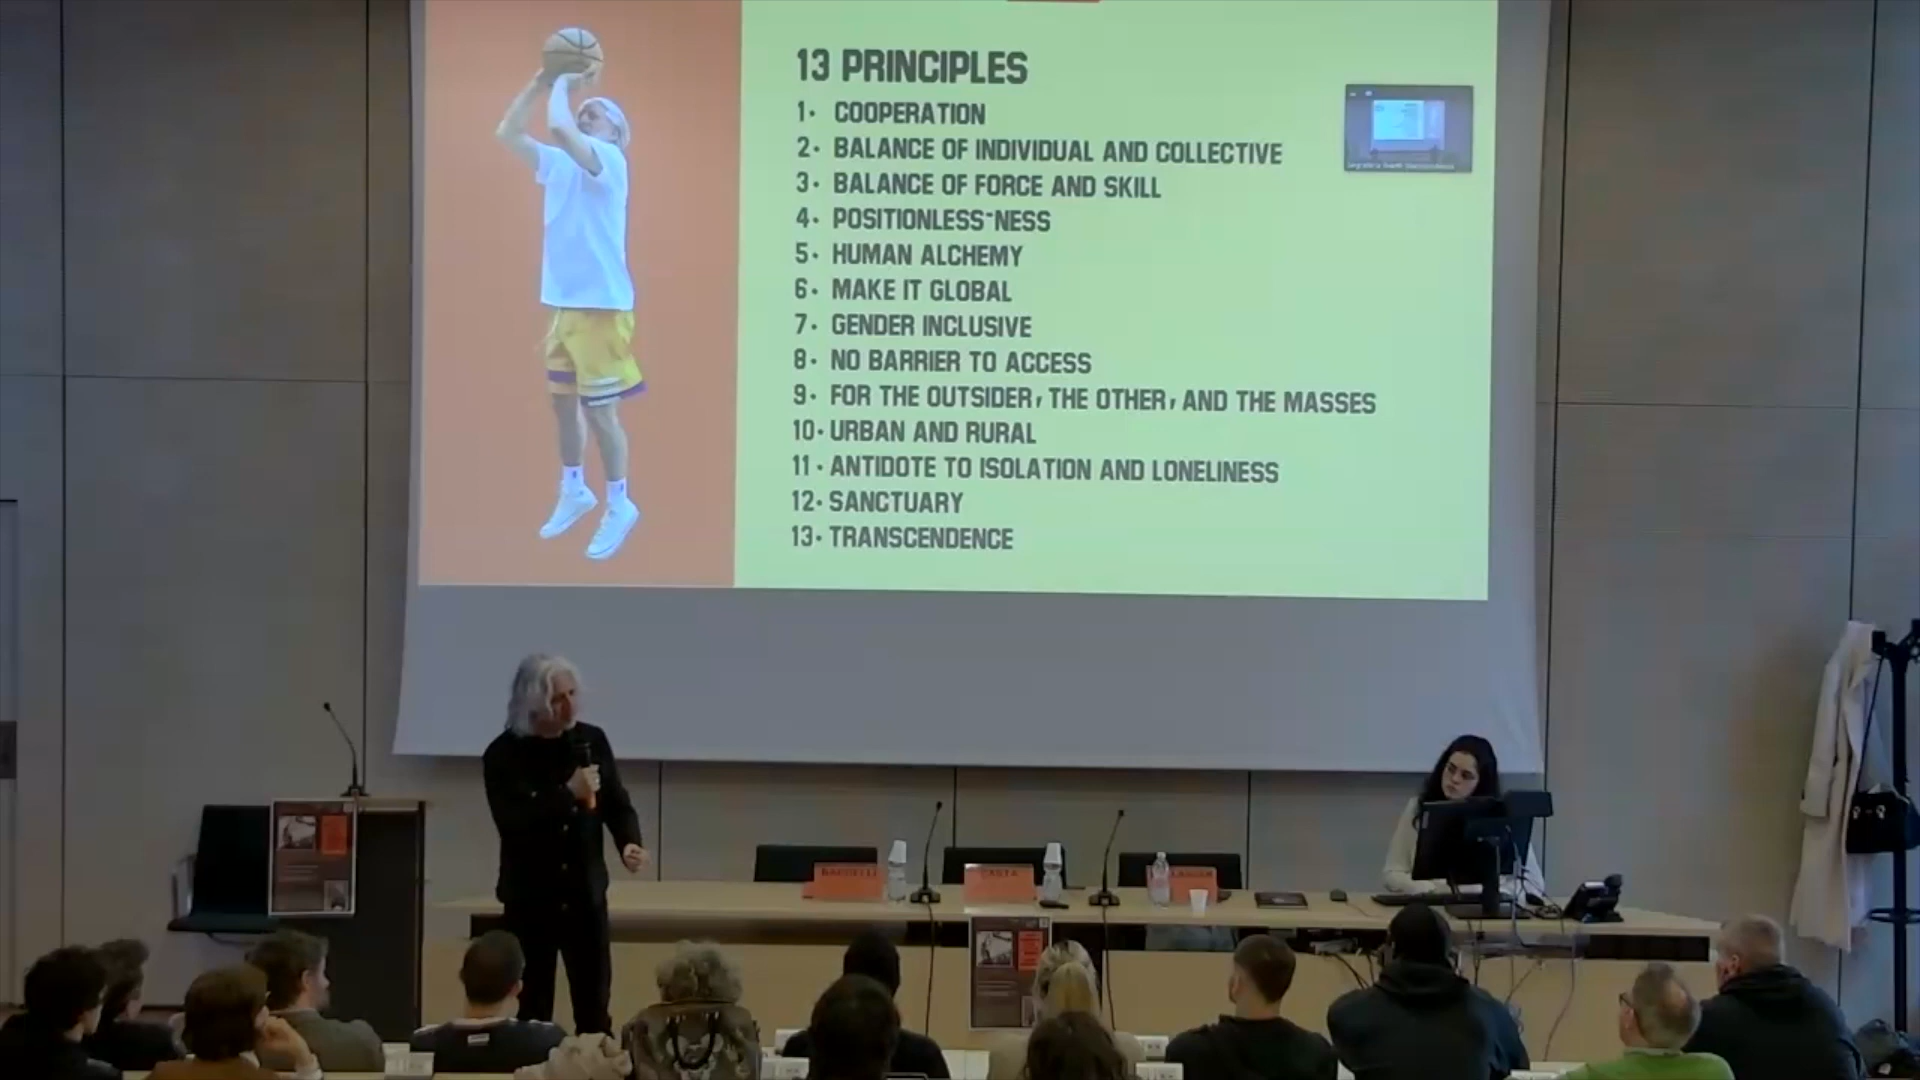 13 PRINCIPLES
1. COOPERATION
2. BALANCE OF INDIVIDUAL AND COLLECTIVE
3. BALANCE OF FORCE AND SKILL
4. POSITIONLESS-NESS
5. HUMAN ALCHEMY
6. MAKE IT GLOBAL
7. GENDER INCLUSIVE
8. NO BARRIER TO ACCESS
9. FOR THE OUTSIDER, THE OTHER, AND THE MASSES
10. URBAN AND RURAL
11. ANTIDOTE TO ISOLATION AND LONELINESS
12. SANCTUARY
13. TRANSCENDENCE